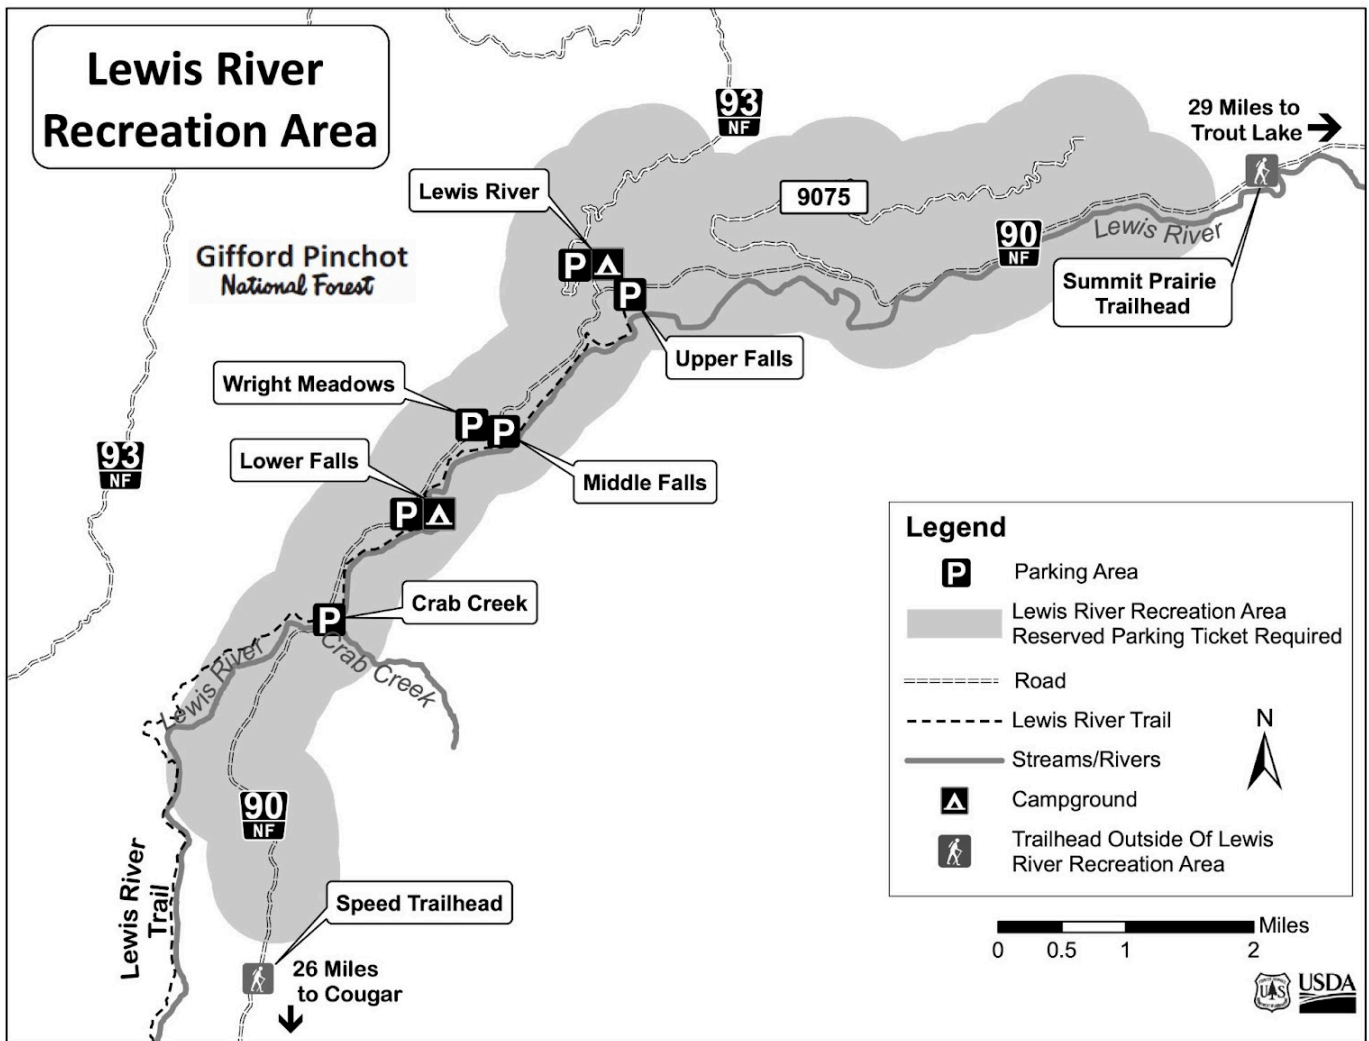 Lewis River
Recreation Area
93
NF
29 Miles to
Trout Lake
Lewis River
9075
90
NF
Lewis River
Gifford Pinchot
National Forest
Summit Prairie
Trailhead
P
P
Upper Falls
Wright Meadows
P
P
93
NF
Lower Falls
Middle Falls
P
Crab Creek
P
Crab Creek
Lewis River
90
NF
Lewis River
Trail
Speed Trailhead
26 Miles
to Cougar
Legend
P
Parking Area
Lewis River Recreation Area
Reserved Parking Ticket Required
Road
Lewis River Trail
N
Streams/Rivers
Campground
Trailhead Outside Of Lewis
River Recreation Area
Miles
0 0.5 1 2
US
USDA